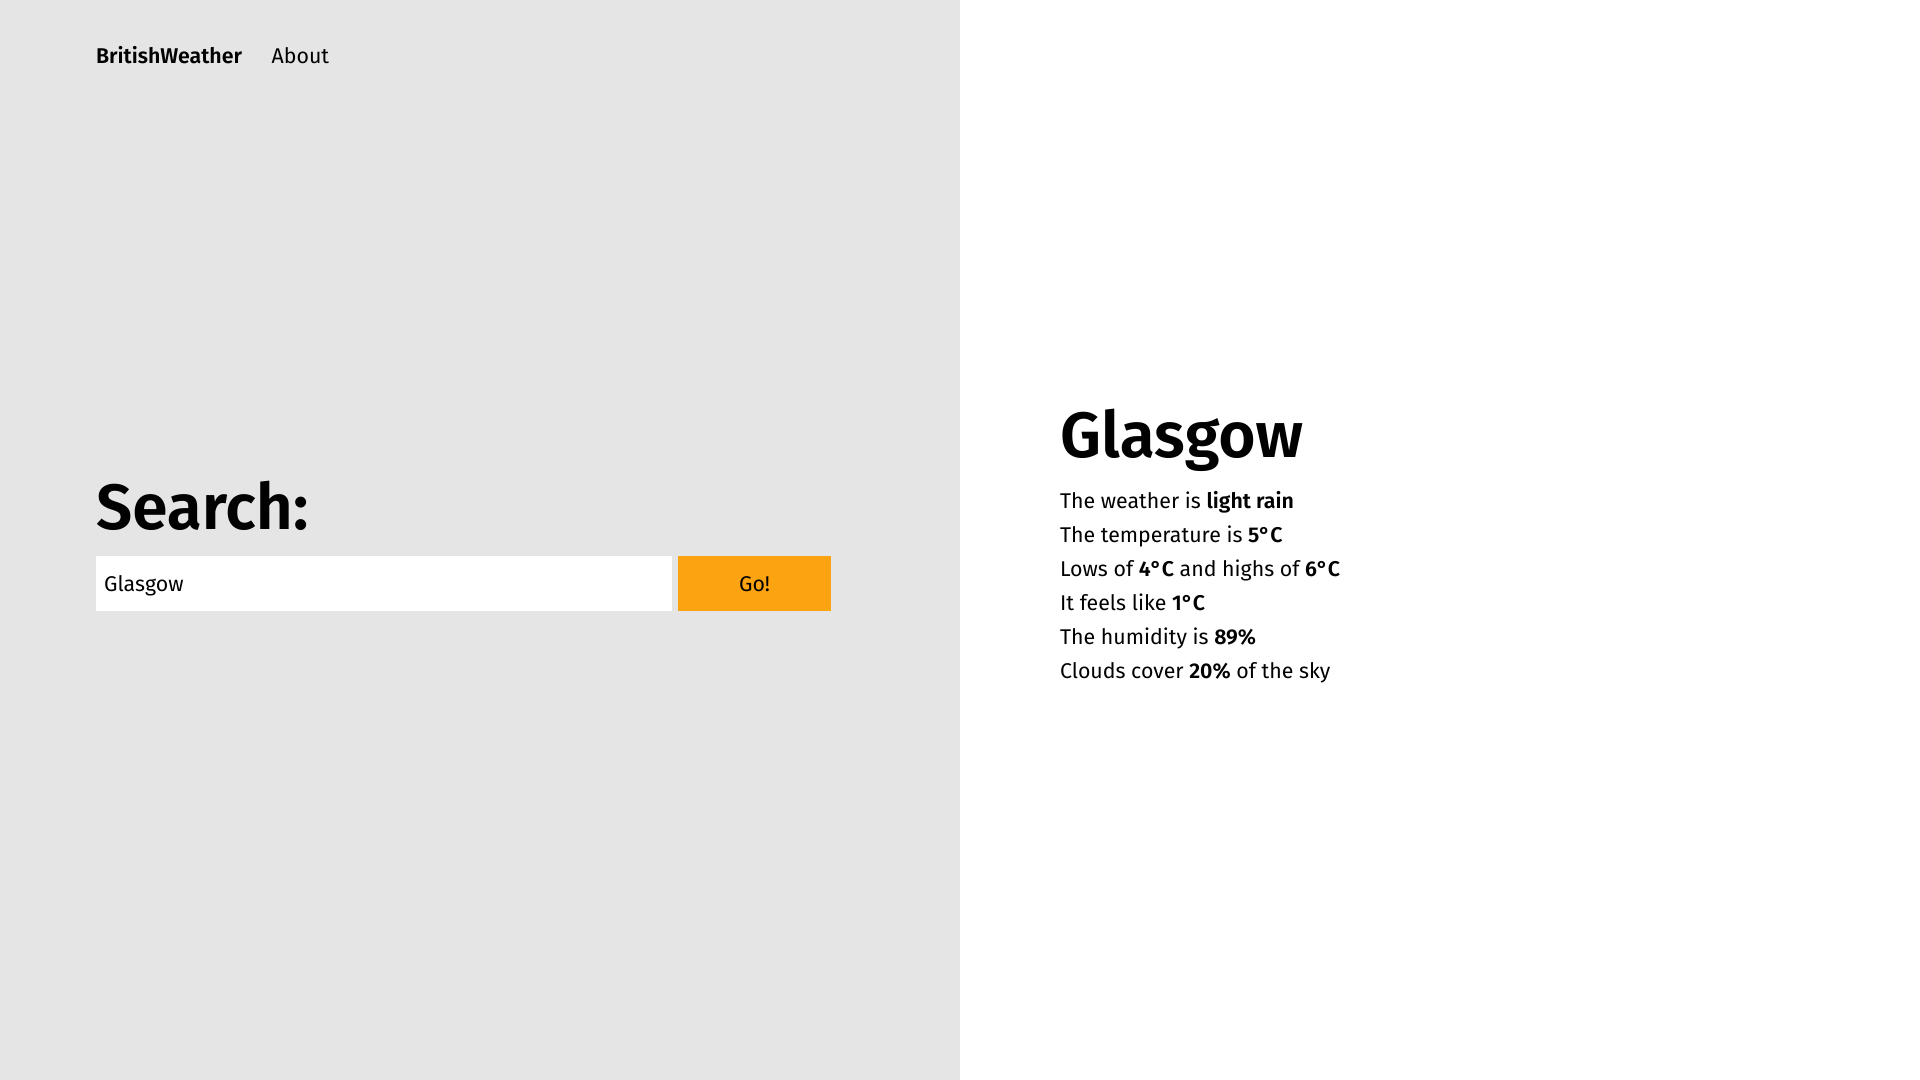 BritishWeather About
Search:
Glasgow Go!
Glasgow
The weather is light rain
The temperature is 5°C
Lows of 4°C and highs of 6°C
It feels like 1°C
The humidity is 89%
Clouds cover 20% of the sky